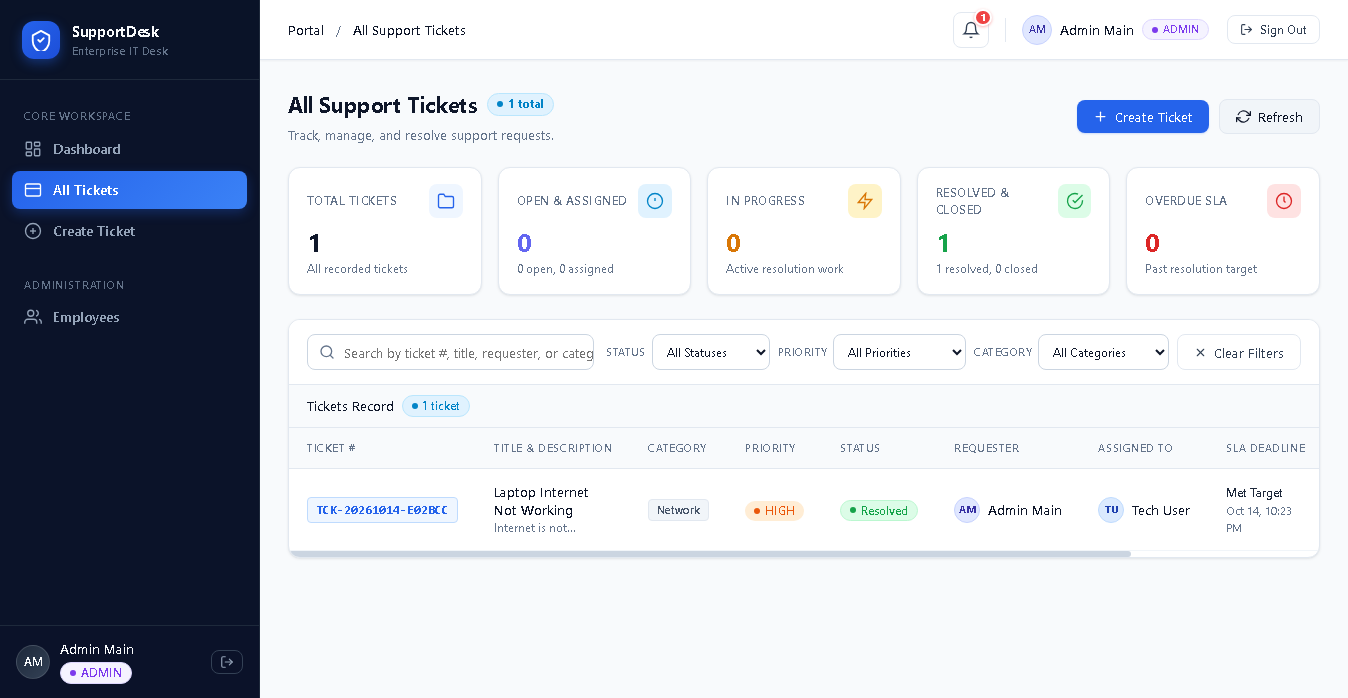 SupportDesk
Enterprise IT Desk
CORE WORKSPACE
Dashboard
All Tickets
Create Ticket
ADMINISTRATION
Employees
AM
Admin Main
ADMIN
Portal / All Support Tickets
1
AM Admin Main ADMIN
Sign Out
All Support Tickets 1 total
Track, manage, and resolve support requests.
Create Ticket
Refresh
TOTAL TICKETS
1
All recorded tickets
OPEN & ASSIGNED
0
0 open, 0 assigned
IN PROGRESS
0
Active resolution work
RESOLVED &
CLOSED
1
1 resolved, 0 closed
OVERDUE SLA
0
Past resolution target
Search by ticket #, title, requester, or categ
STATUS All Statuses
PRIORITY All Priorities
CATEGORY All Categories
Clear Filters
Tickets Record 1 ticket
TICKET # TITLE & DESCRIPTION CATEGORY PRIORITY STATUS REQUESTER ASSIGNED TO SLA DEADLINE
TCK-20261014-E02BCC
Laptop Internet
Not Working
Internet is not...
Network
HIGH
Resolved
AM Admin Main
TU Tech User
Met Target
Oct 14, 10:23
PM